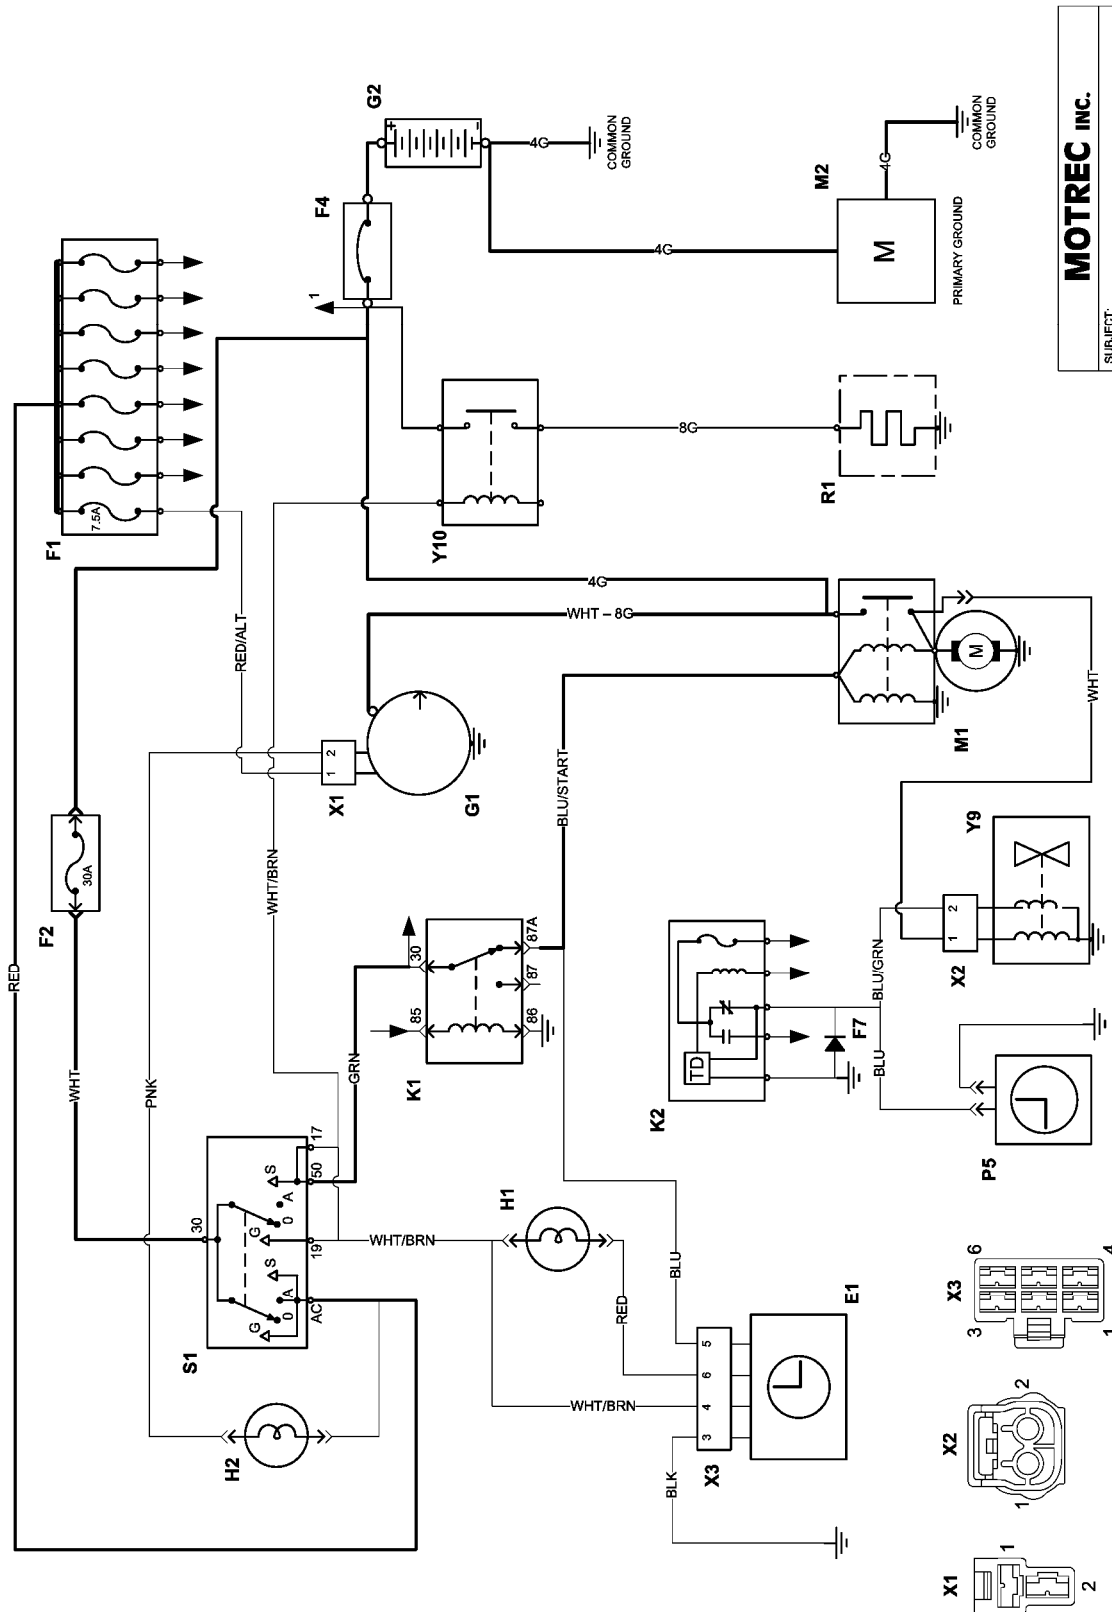 G2
+
-
4G
COMMON
GROUND
F4
1
4G
M2
M
4G
COMMON
GROUND
PRIMARY GROUND
MOTREC INC.
SUBJECT:
F1
7.5A
RED/ALT
Y10
8G
R1
4G
WHT – 8G
X1
1
2
G1
M1
M
WHT
F2
30A
RED
WHT
PNK
WHT/BRN
BLU/START
GRN
K1
30
85
87A
87
86
K2
TD
F7
BLU
BLU/GRN
X2
1
2
Y9
P5
S1
30
G
0
A
S
G
0
A
S
AC
19
50
17
H2
WHT/BRN
H1
RED
BLU
WHT/BRN
BLK
X3
3
4
6
5
E1
X3
6
4
3
1
X2
2
1
X1
1
2